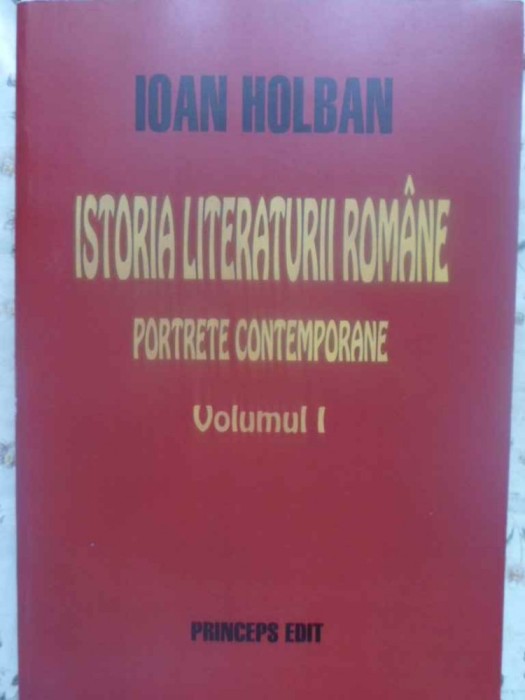 IOAN HOLBAN
ISTORIA LITERATURII ROMÂNE
PORTRETE CONTEMPORANE
Volumul I
PRINCEPS EDIT